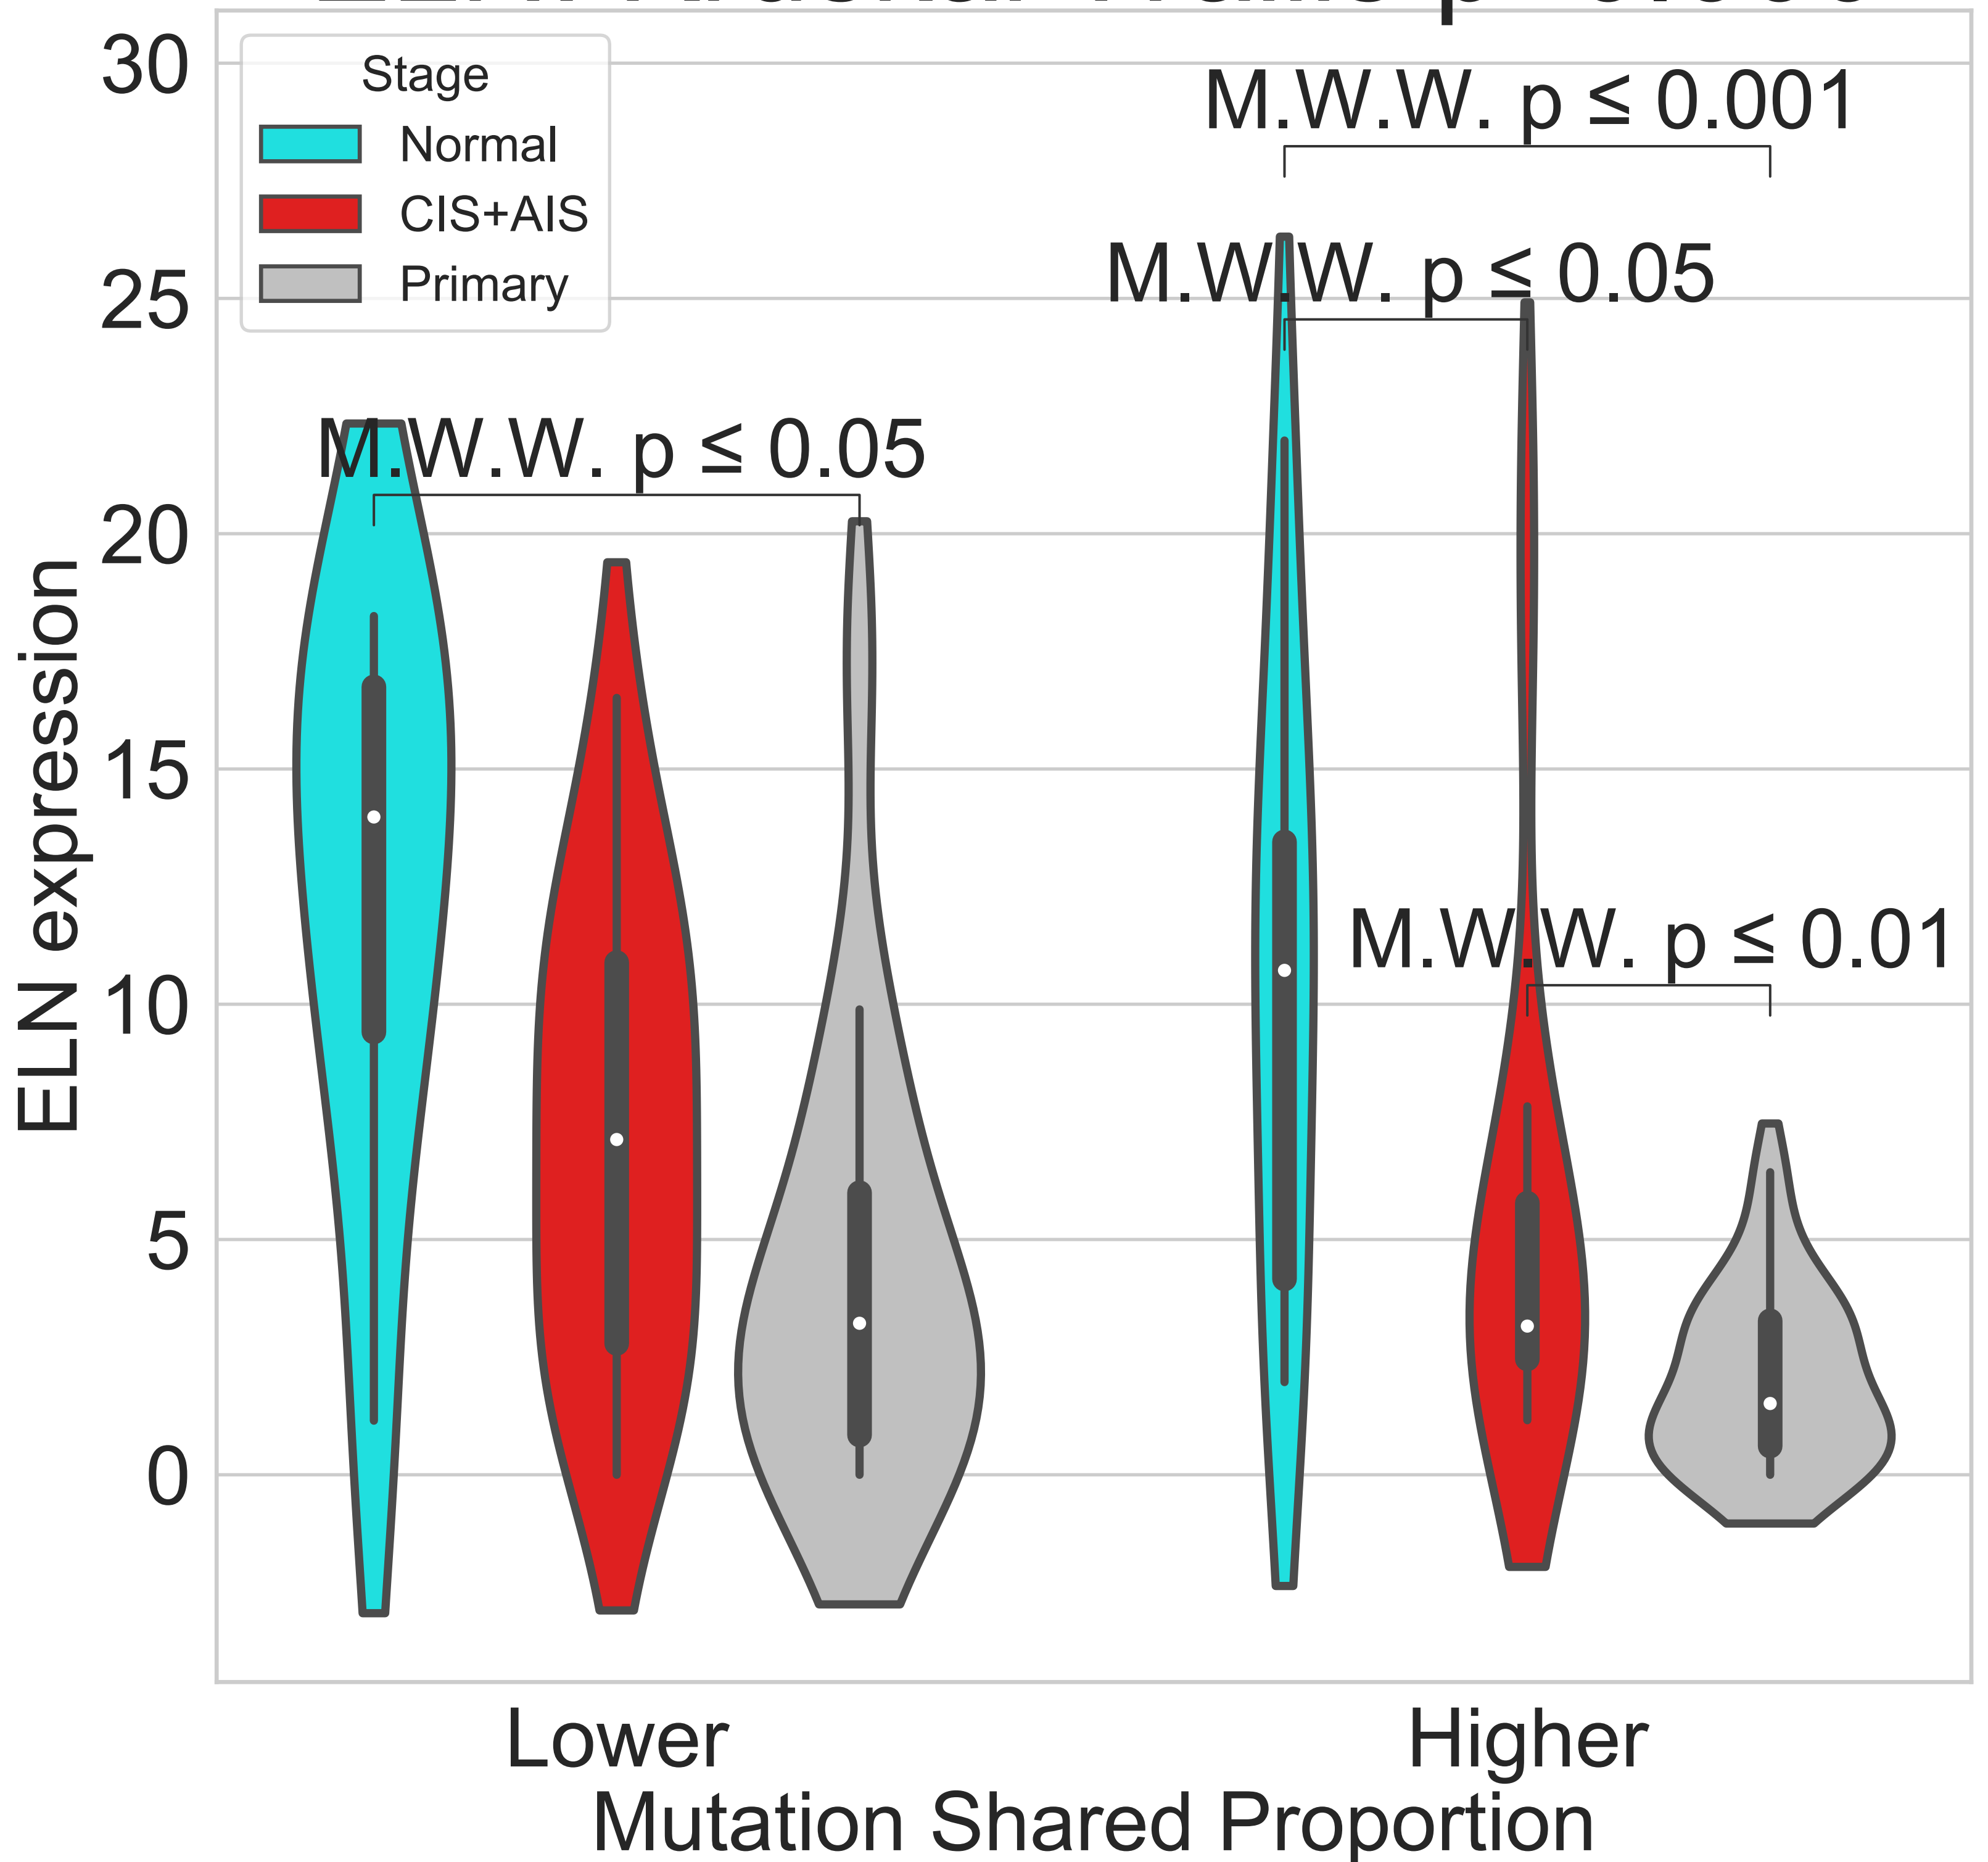 30
Stage
Normal
CIS+AIS
Primary
M.W.W. p ≤ 0.001
M.W.W. p ≤ 0.05
25
M.W.W. p ≤ 0.05
20
15
M.W.W. p ≤ 0.01
10
5
0
ELN expression
Lower
Higher
Mutation Shared Proportion